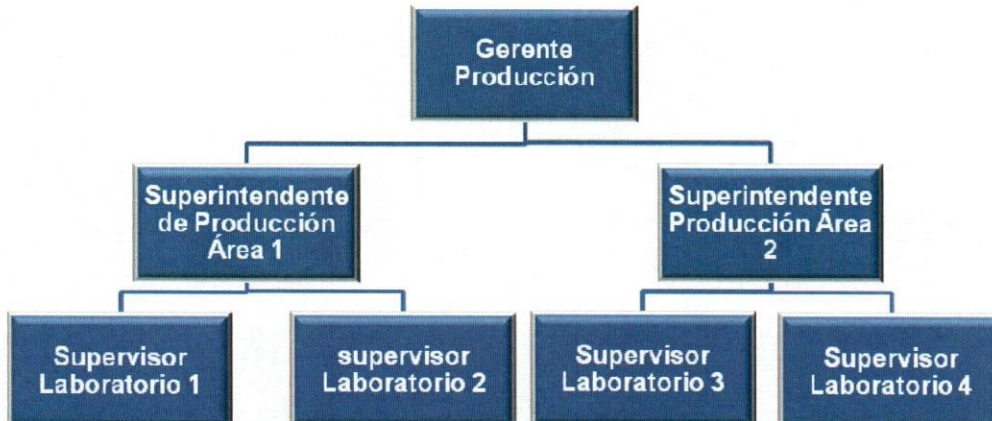 Gerente
Producción
Superintendente
de Producción
Área 1
Superintendente
Producción Área
2
Supervisor
Laboratorio 1
supervisor
Laboratorio 2
Supervisor
Laboratorio 3
Supervisor
Laboratorio 4